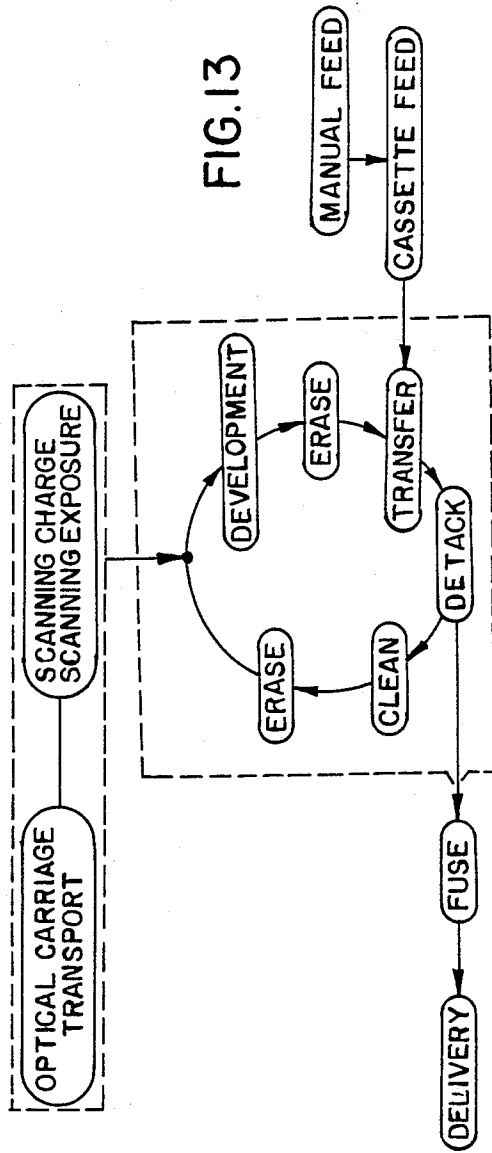 FIG.13
OPTICAL CARRIAGE
TRANSPORT
SCANNING CHARGE
SCANNING EXPOSURE
DEVELOPMENT
ERASE
TRANSFER
DETACK
CLEAN
ERASE
MANUAL FEED
CASSETTE FEED
FUSE
DELIVERY